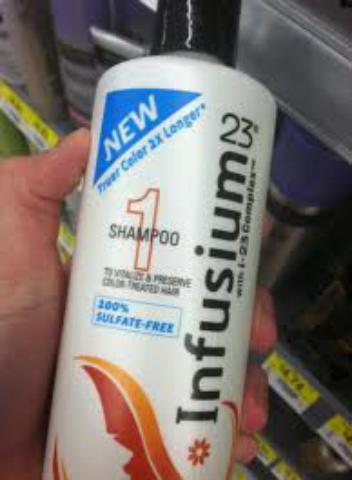 NEW
Truer Color 2X Longer*
23®
Infusium
with i-23 Complex™
1
SHAMPOO
TO VITALIZE & PRESERVE
COLOR-TREATED HAIR
100%
SULFATE-FREE